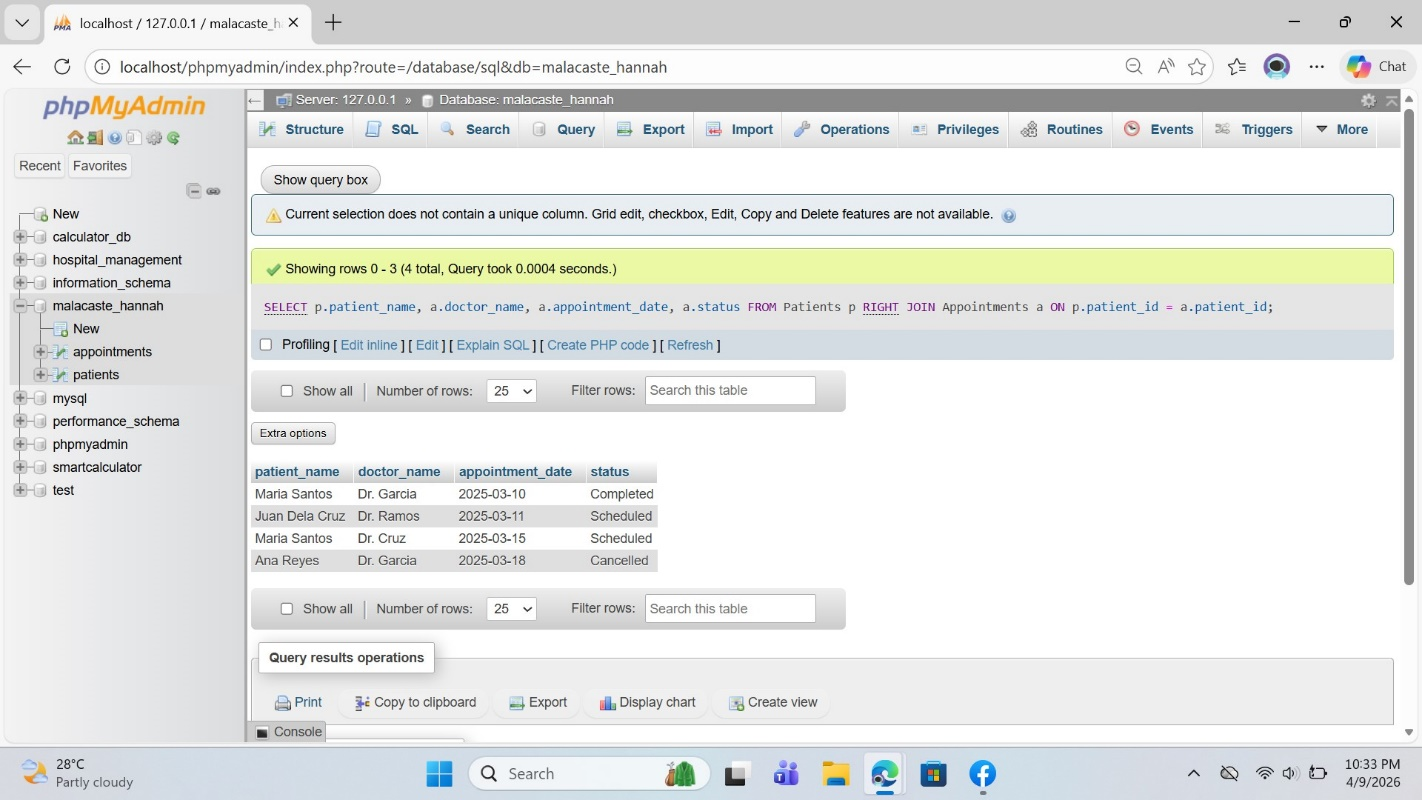 localhost / 127.0.0.1 / malacaste_h
localhost/phpmyadmin/index.php?route=/database/sql&db=malacaste_hannah
Chat
phpMyAdmin
Recent Favorites
New
calculator_db
hospital_management
information_schema
malacaste_hannah
New
appointments
patients
mysql
performance_schema
phpmyadmin
smartcalculator
test
Server: 127.0.0.1 » Database: malacaste_hannah
Structure SQL Search Query Export Import Operations Privileges Routines Events Triggers More
Show query box
Current selection does not contain a unique column. Grid edit, checkbox, Edit, Copy and Delete features are not available.
Showing rows 0 - 3 (4 total, Query took 0.0004 seconds.)
SELECT p.patient_name, a.doctor_name, a.appointment_date, a.status FROM Patients p RIGHT JOIN Appointments a ON p.patient_id = a.patient_id;
Profiling [ Edit inline ] [ Edit ] [ Explain SQL ] [ Create PHP code ] [ Refresh ]
Show all | Number of rows: 25 Filter rows: Search this table
Extra options
patient_name doctor_name appointment_date status
Maria Santos Dr. Garcia 2025-03-10 Completed
Juan Dela Cruz Dr. Ramos 2025-03-11 Scheduled
Maria Santos Dr. Cruz 2025-03-15 Scheduled
Ana Reyes Dr. Garcia 2025-03-18 Cancelled
Show all | Number of rows: 25 Filter rows: Search this table
Query results operations
Print Copy to clipboard Export Display chart Create view
Console
28°C
Partly cloudy
Search
10:33 PM
4/9/2026